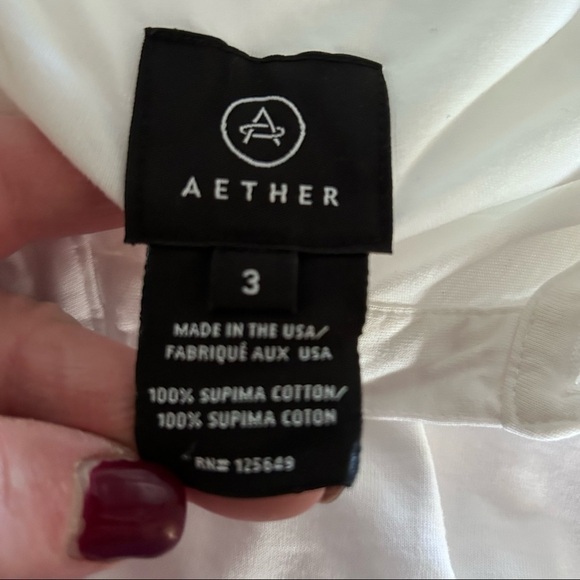 AETHER
3
MADE IN THE USA/
FABRIQUÉ AUX USA
100% SUPIMA COTTON/
100% SUPIMA COTON
RN# 125649